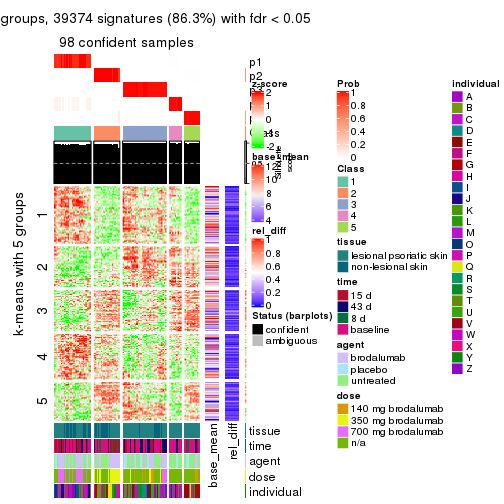 groups, 39374 signatures (86.3%) with fdr < 0.05
98 confident samples
p1
p2
z-score
2
1
0
-1
-2
base_mean
12
10
8
6
4
rel_diff
1
0.8
0.6
0.4
0.2
0
Status (barplots)
confident
ambiguous
Prob
1
0.8
0.6
0.4
0.2
0
Class
1
2
3
4
5
tissue
lesional psoriatic skin
non-lesional skin
time
15 d
43 d
8 d
baseline
agent
brodalumab
placebo
untreated
dose
140 mg brodalumab
350 mg brodalumab
700 mg brodalumab
n/a
individual
A
B
C
D
E
F
G
H
I
J
K
L
M
O
P
Q
R
S
T
U
V
W
X
Y
Z
k-means with 5 groups
1
2
3
4
5
tissue
time
agent
dose
individual
base_mean
rel_diff